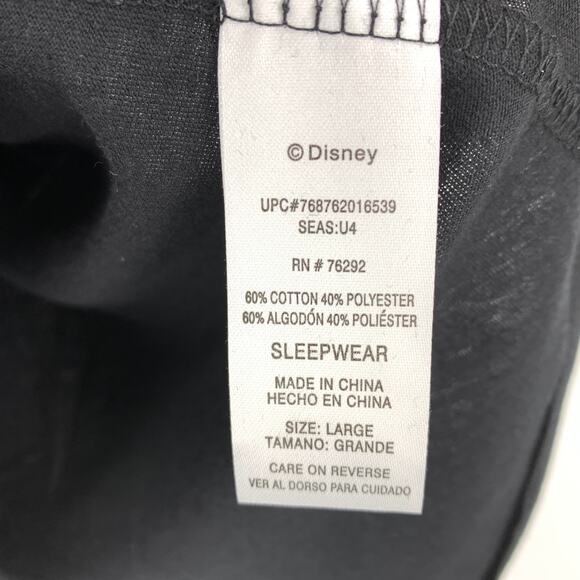 © Disney
UPC#768762016539
SEAS:U4
RN # 76292
60% COTTON 40% POLYESTER
60% ALGODÓN 40% POLIÉSTER
SLEEPWEAR
MADE IN CHINA
HECHO EN CHINA
SIZE: LARGE
TAMANO: GRANDE
CARE ON REVERSE
VER AL DORSO PARA CUIDADO